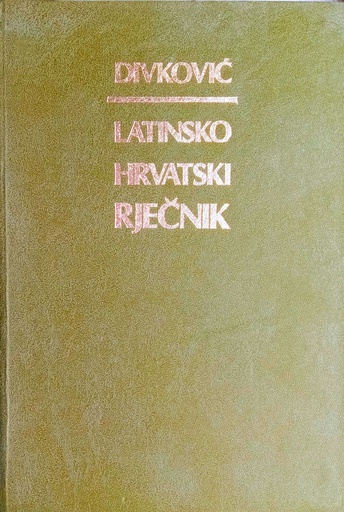 DIVKOVIĆ
LATINSKO
HRVATSKI
RJEČNIK